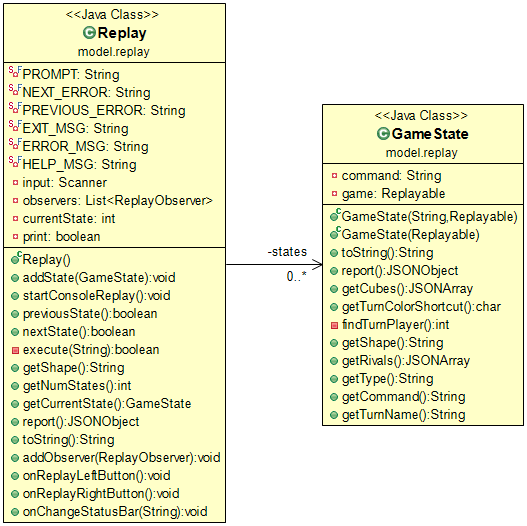 <<Java Class>>
Replay
model.replay
PROMPT: String
NEXT_ERROR: String
PREVIOUS_ERROR: String
EXIT_MSG: String
ERROR_MSG: String
HELP_MSG: String
input: Scanner
observers: List<ReplayObserver>
currentState: int
print: boolean
Replay()
addState(GameState):void
startConsoleReplay():void
previousState():boolean
nextState():boolean
execute(String):boolean
getShape():String
getNumStates():int
getCurrentState():GameState
report():JSONObject
toString():String
addObserver(ReplayObserver):void
onReplayLeftButton():void
onReplayRightButton():void
onChangeStatusBar(String):void
-states
0..*
<<Java Class>>
GameState
model.replay
command: String
game: Replayable
GameState(String,Replayable)
GameState(Replayable)
toString():String
report():JSONObject
getCubes():JSONArray
getTurnColorShortcut():char
findTurnPlayer():int
getShape():String
getRivals():JSONArray
getType():String
getCommand():String
getTurnName():String